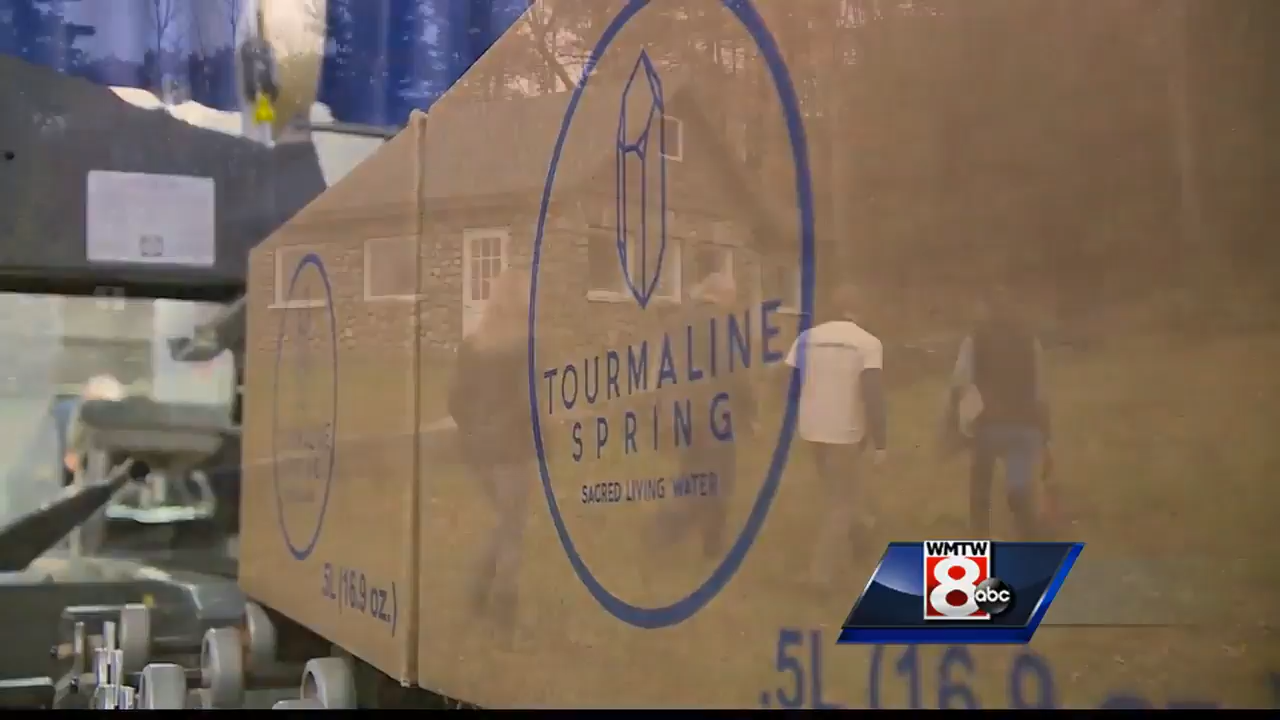 TOURMALINE
SPRING
SACRED LIVING WATER
.5L (16.9 oz.)
.5L (16.9
WMTW
8
abc